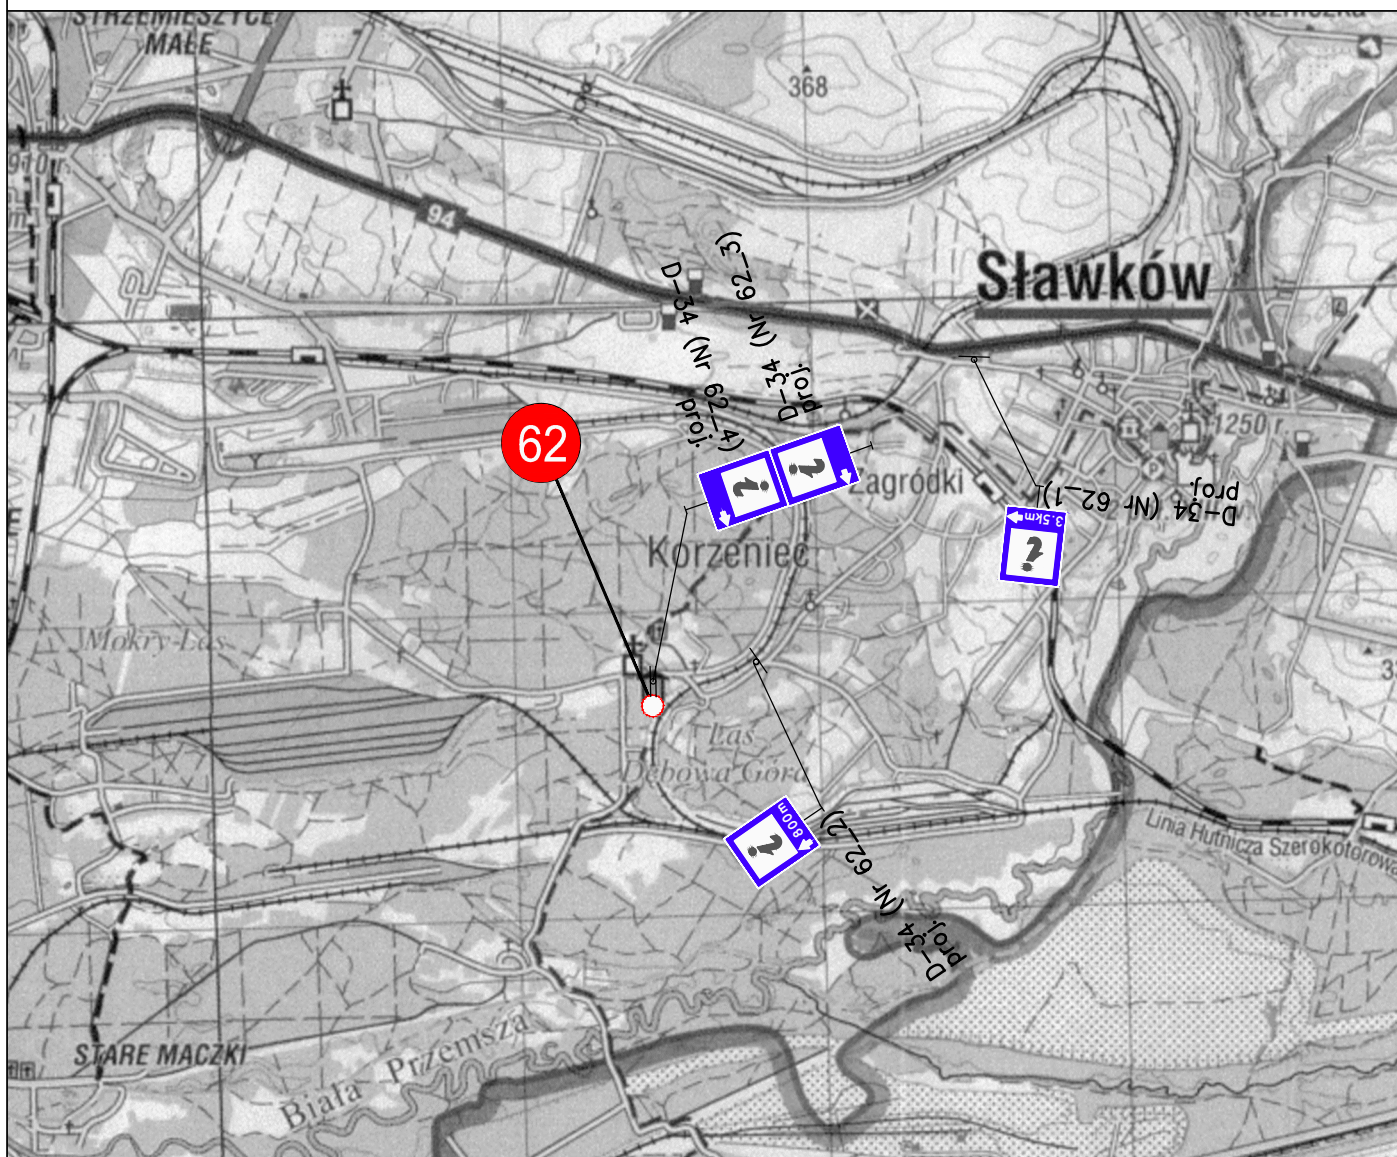 STRZEMIESZYCE
MAŁE
368
94
Sławków
D-34 (Nr 62-3)
proj.
D-34 (Nr 62-4)
proj.
62
1250 r.
Zagródki
D-34 (Nr 62-1)
proj.
3.5km
i
i
i
Korzeniec
Mokry Las
Las
Dębowa Góra
800m
i
D-34 (Nr 62-2)
proj.
Linia Hutnicza Szerokotorowa
Biała Przemsza
STARE MACZKI